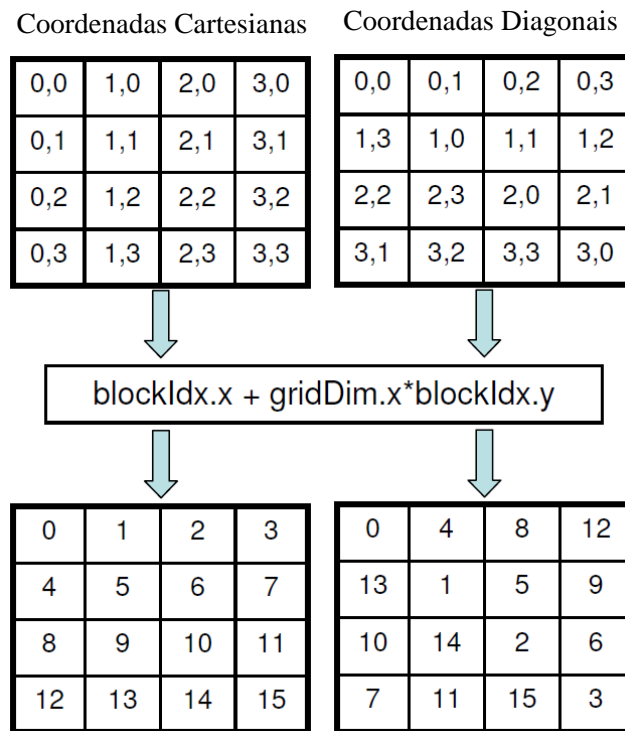 Coordenadas Cartesianas
Coordenadas Diagonais
0,0 1,0 2,0 3,0
0,1 1,1 2,1 3,1
0,2 1,2 2,2 3,2
0,3 1,3 2,3 3,3
0,0 0,1 0,2 0,3
1,3 1,0 1,1 1,2
2,2 2,3 2,0 2,1
3,1 3,2 3,3 3,0
blockIdx.x + gridDim.x*blockIdx.y
0 1 2 3
4 5 6 7
8 9 10 11
12 13 14 15
0 4 8 12
13 1 5 9
10 14 2 6
7 11 15 3